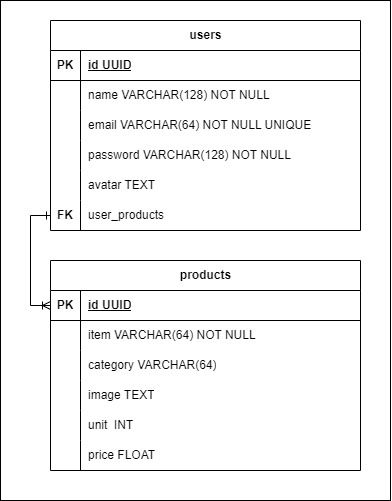 users
PK id UUID
name VARCHAR(128) NOT NULL
email VARCHAR(64) NOT NULL UNIQUE
password VARCHAR(128) NOT NULL
avatar TEXT
FK user_products
products
PK id UUID
item VARCHAR(64) NOT NULL
category VARCHAR(64)
image TEXT
unit  INT
price FLOAT